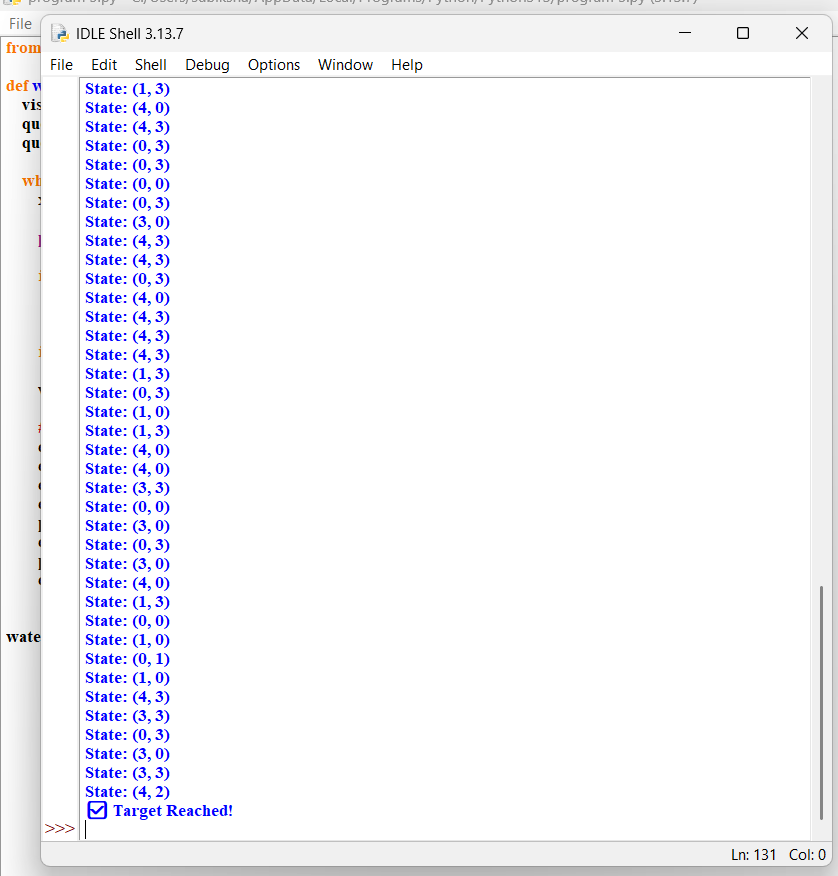 File
from
def w
vis
qu
qu
wh
wate
IDLE Shell 3.13.7
File Edit Shell Debug Options Window Help
State: (1, 3)
State: (4, 0)
State: (4, 3)
State: (0, 3)
State: (0, 3)
State: (0, 0)
State: (0, 3)
State: (3, 0)
State: (4, 3)
State: (4, 3)
State: (0, 3)
State: (4, 0)
State: (4, 3)
State: (4, 3)
State: (4, 3)
State: (1, 3)
State: (0, 3)
State: (1, 0)
State: (1, 3)
State: (4, 0)
State: (4, 0)
State: (3, 3)
State: (0, 0)
State: (3, 0)
State: (0, 3)
State: (3, 0)
State: (4, 0)
State: (1, 3)
State: (0, 0)
State: (1, 0)
State: (0, 1)
State: (1, 0)
State: (4, 3)
State: (3, 3)
State: (0, 3)
State: (3, 0)
State: (3, 3)
State: (4, 2)
☑ Target Reached!
>>>
Ln: 131 Col: 0